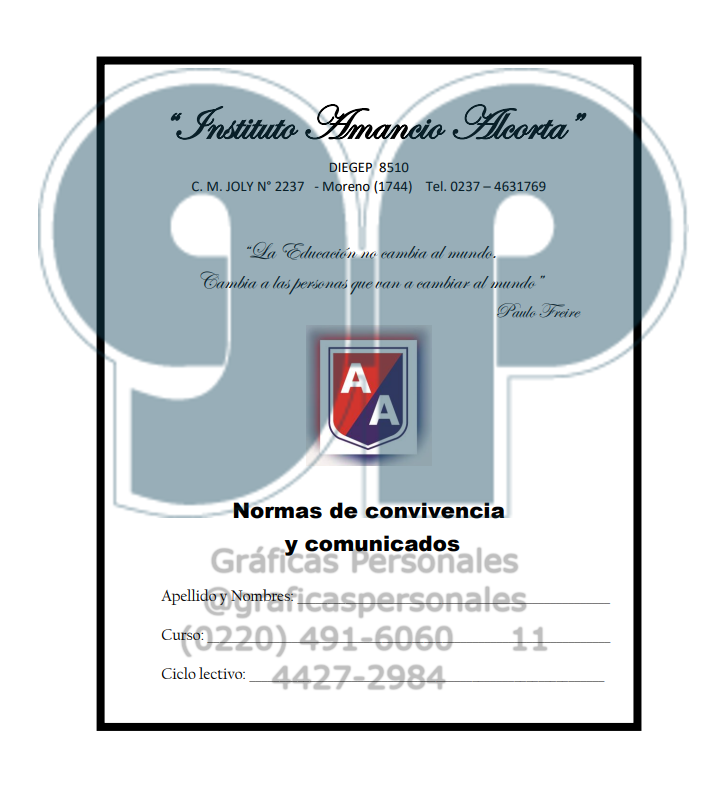 “Instituto Amancio Alcorta”
DIEGEP 8510
C. M. JOLY N° 2237 - Moreno (1744) Tel. 0237 – 4631769
“La Educación no cambia al mundo.
Cambia a las personas que van a cambiar al mundo”
Paulo Freire
A
A
Normas de convivencia
y comunicados
Gráficas Personales
Apellido y Nombres:
@graficaspersonales
Curso:
(0220) 491-6060 11
Ciclo lectivo:
4427-2984
gp